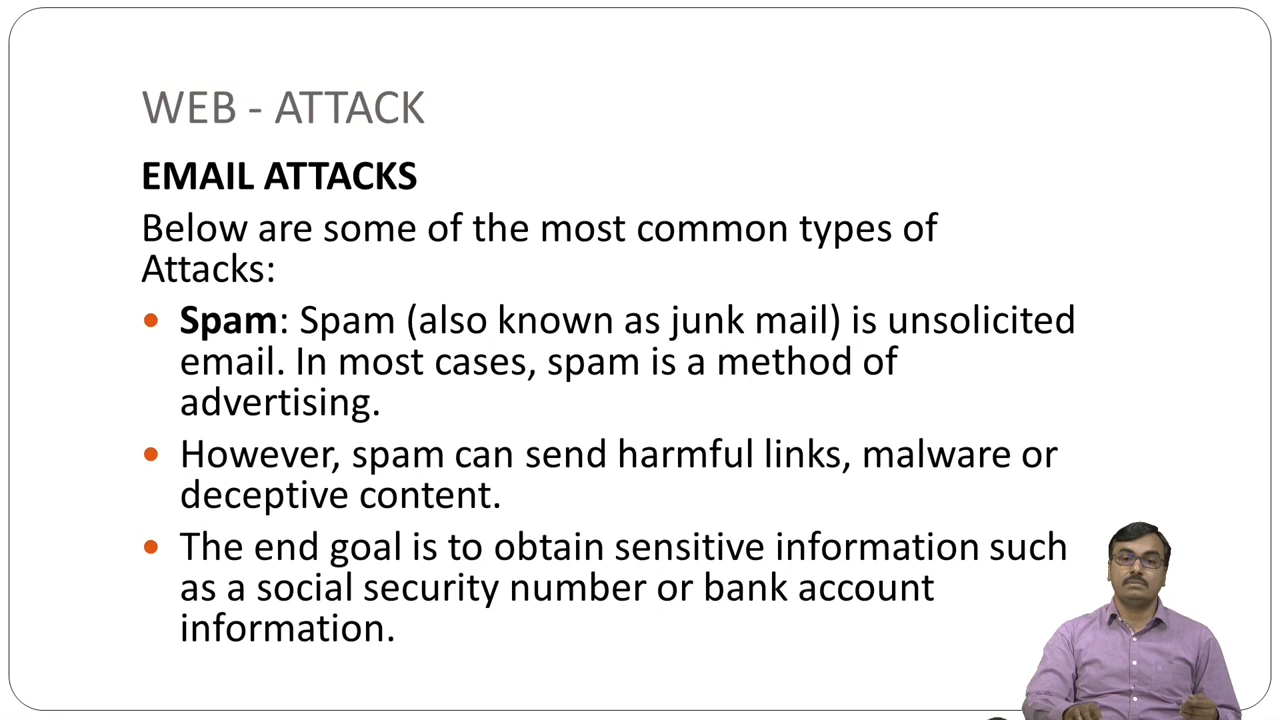 WEB - ATTACK
EMAIL ATTACKS
Below are some of the most common types of
Attacks:
• Spam: Spam (also known as junk mail) is unsolicited
email. In most cases, spam is a method of
advertising.
• However, spam can send harmful links, malware or
deceptive content.
• The end goal is to obtain sensitive information such
as a social security number or bank account
information.